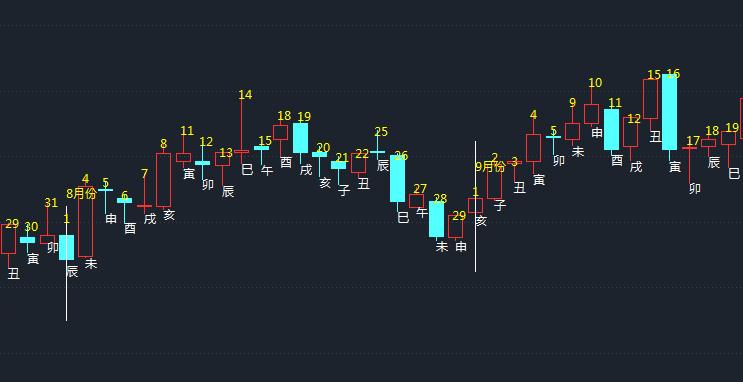 29 30 31 8月份 1 4 5 6 7 8 11 12 13 14 15 18 19 20 21 22 25 26 27 28 29 9月份 1 2 3 4 5 9 10 11 12 15 16 17 18 19
丑 寅 卯 辰 未 申 酉 戌 亥 寅 卯 辰 巳 午 酉 戌 亥 子 丑 辰 巳 午 未 申 亥 子 丑 寅 卯 未 申 酉 戌 丑 寅 卯 辰 巳